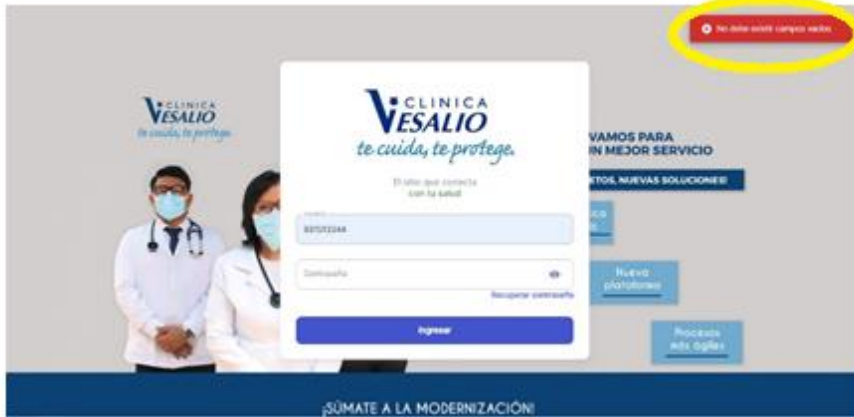 No debe existir campos vacíos
CLINICA
VESALIO
te cuida, te protege
CLINICA
VESALIO
te cuida, te protege.
El sitio que conecta
con tu salud
VAMOS PARA
UN MEJOR SERVICIO
RETOS, NUEVAS SOLUCIONES!
Contraseña
Recuperar contraseña
Ingresar
Nueva
plataforma
Procesos
más ágiles
¡SÚMATE A LA MODERNIZACIÓN!